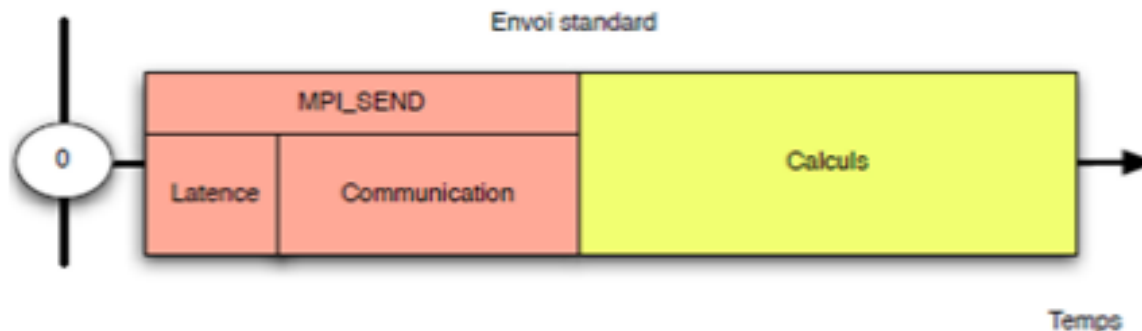 Envoi standard
MPI_SEND
0
Latence
Communication
Calculs
Temps